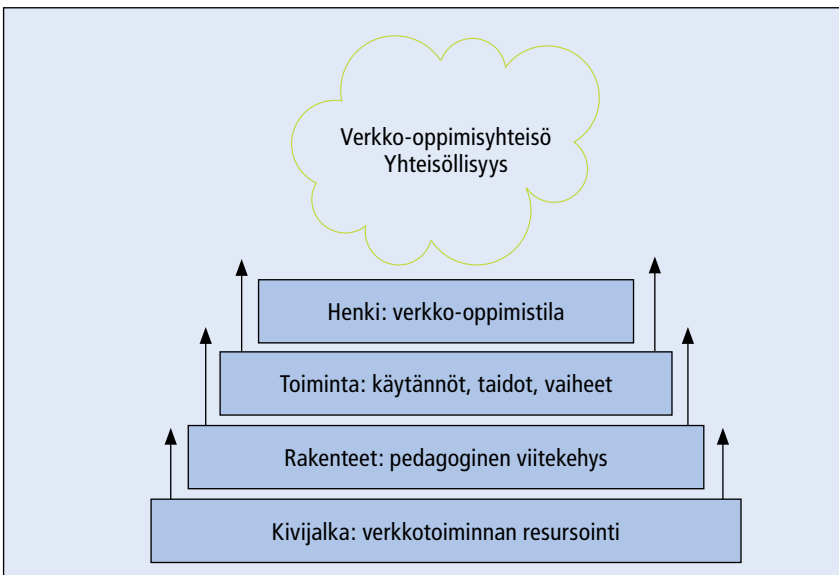 Verkko-oppimisyhteisö
Yhteisöllisyys
Henki: verkko-oppimistila
Toiminta: käytännöt, taidot, vaiheet
Rakenteet: pedagoginen viitekehys
Kivijalka: verkkotoiminnan resursointi